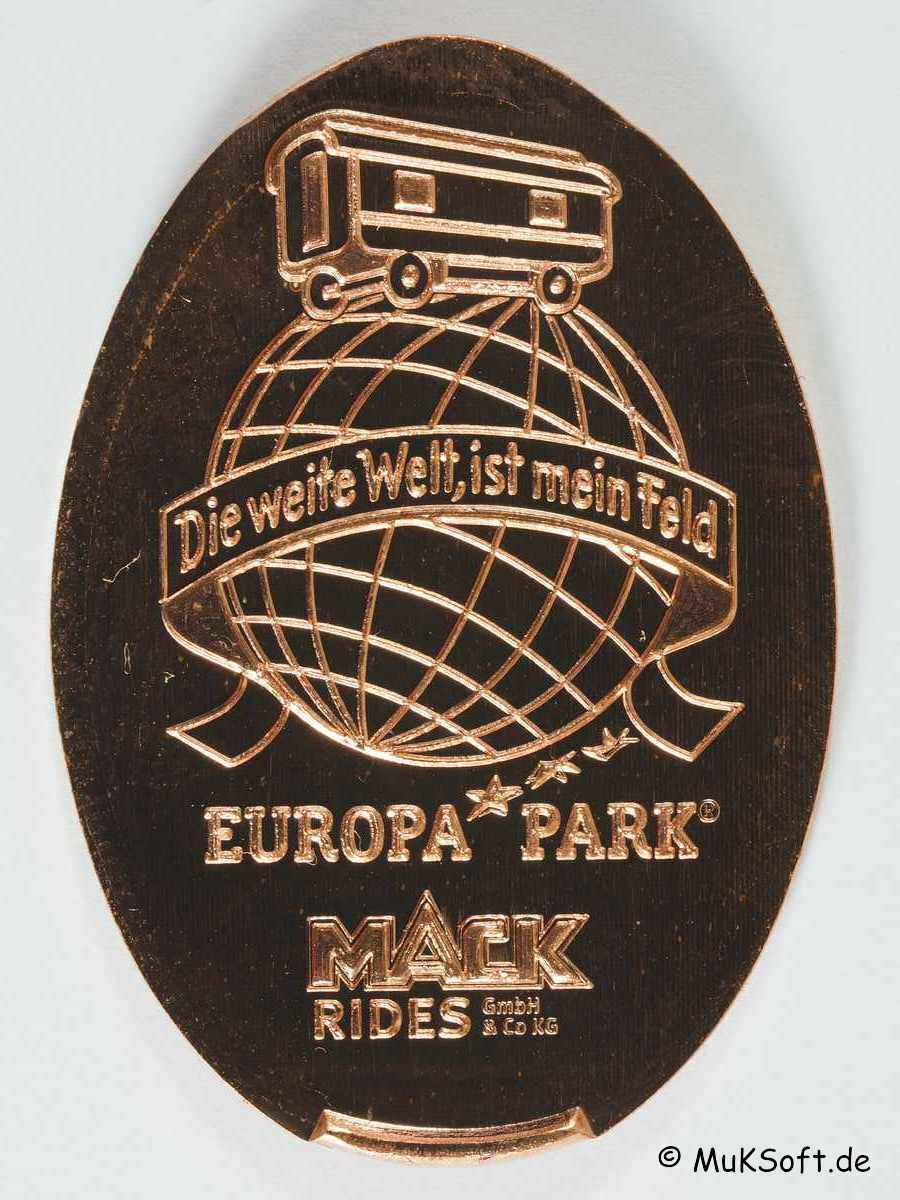 Die weite Welt, ist mein Feld
EUROPA PARK®
MACK
RIDES GmbH
& Co KG
© MuKSoft.de